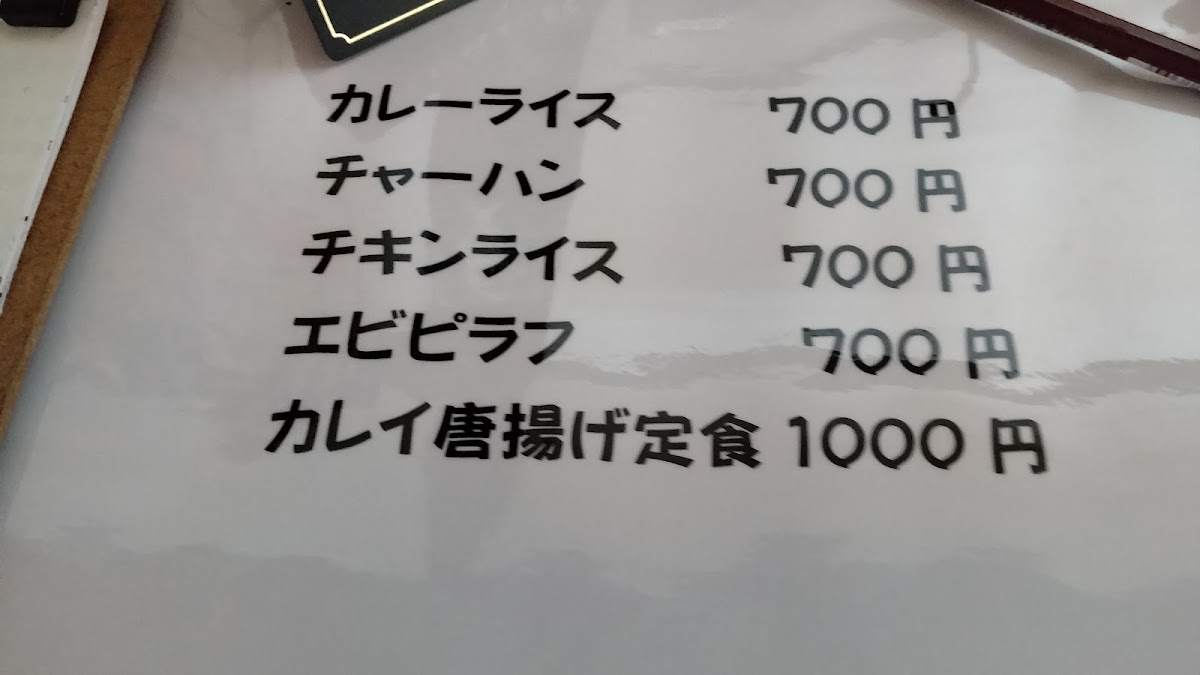 カレーライス 700 円
チャーハン 700 円
チキンライス 700 円
エビピラフ 700 円
カレイ唐揚げ定食 1000 円